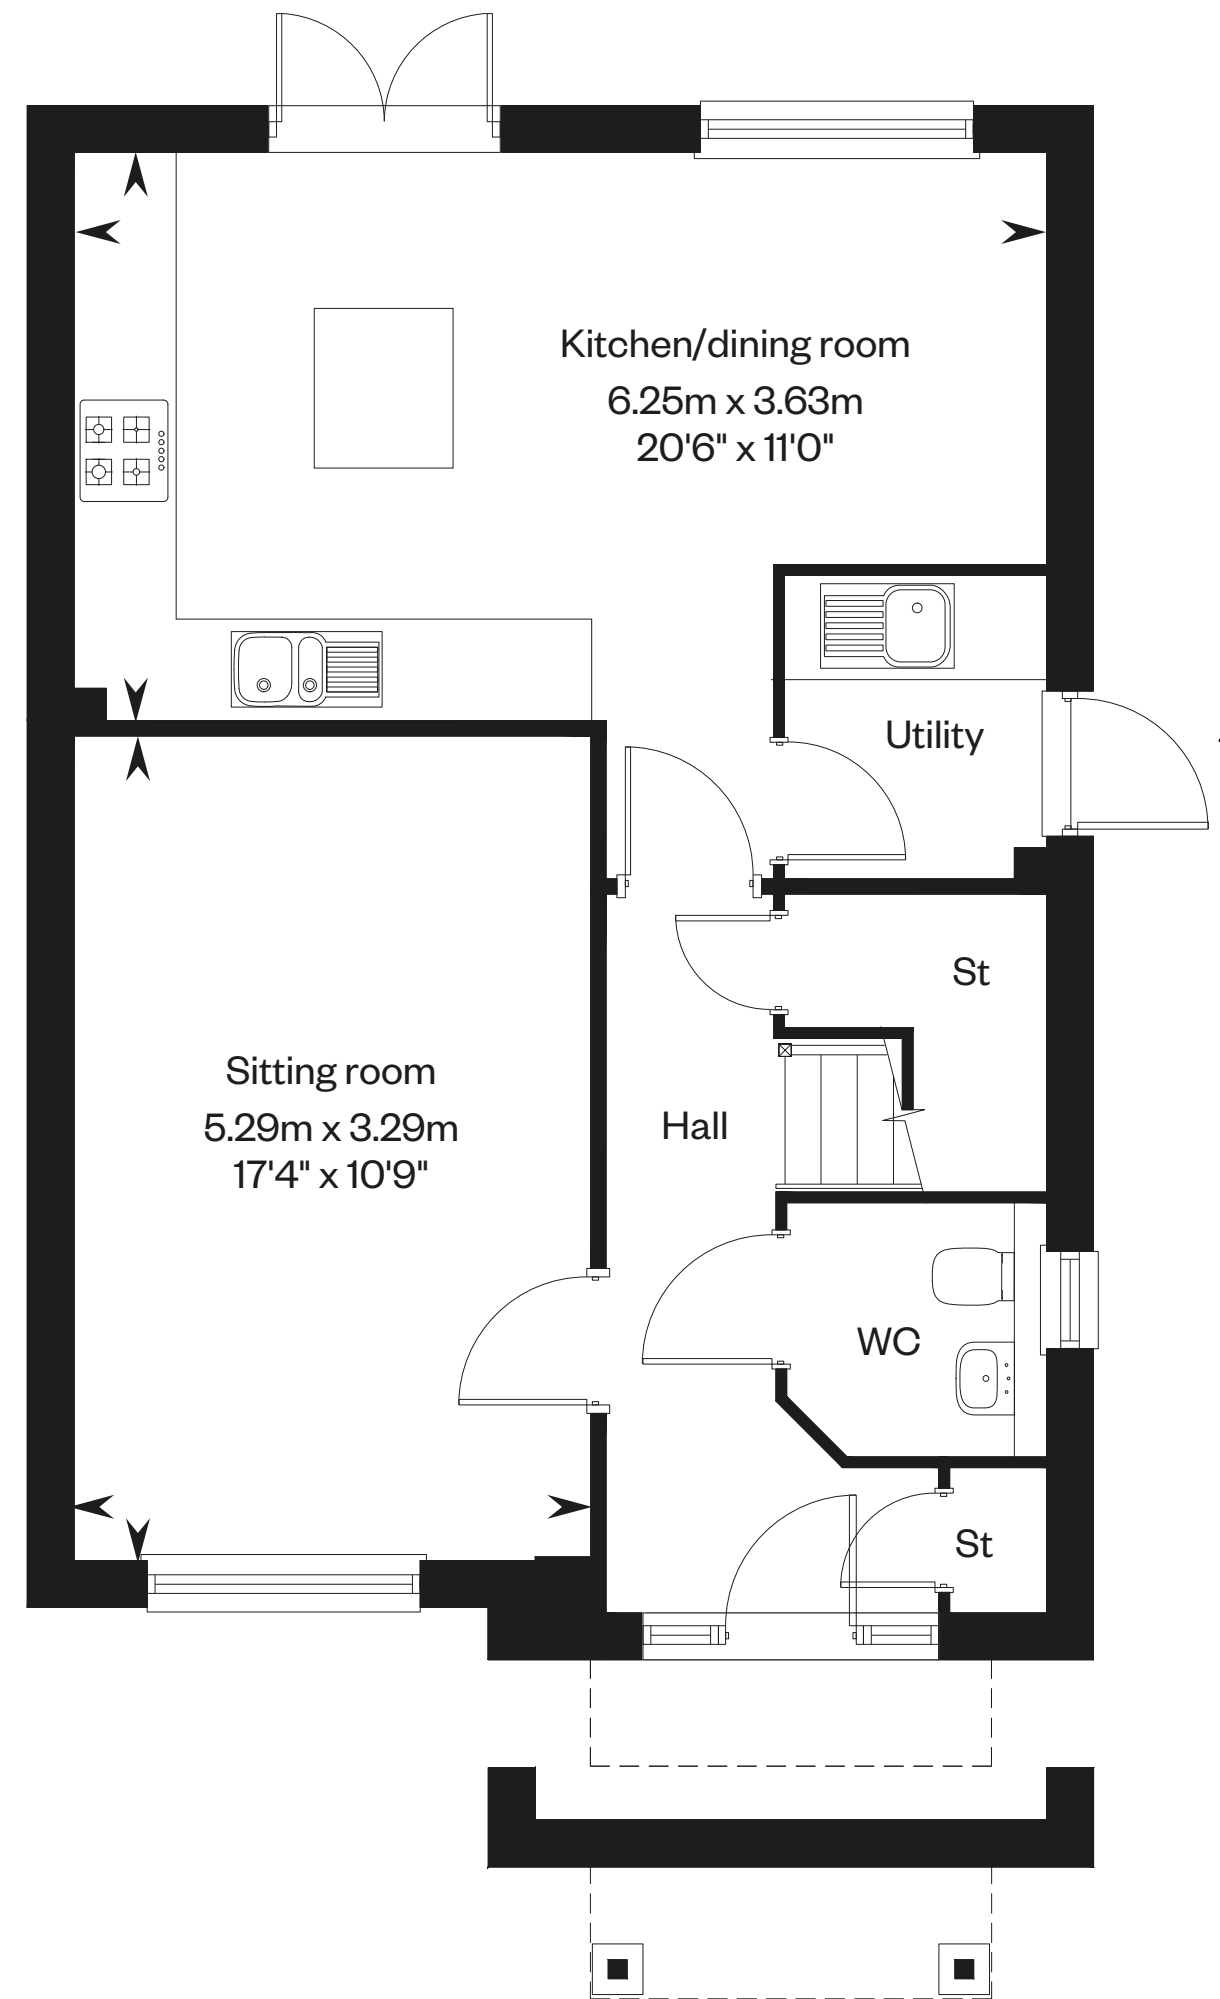 Kitchen/dining room
6.25m x 3.63m
20'6" x 11'0"
Utility
St
Sitting room
5.29m x 3.29m
17'4" x 10'9"
Hall
WC
St